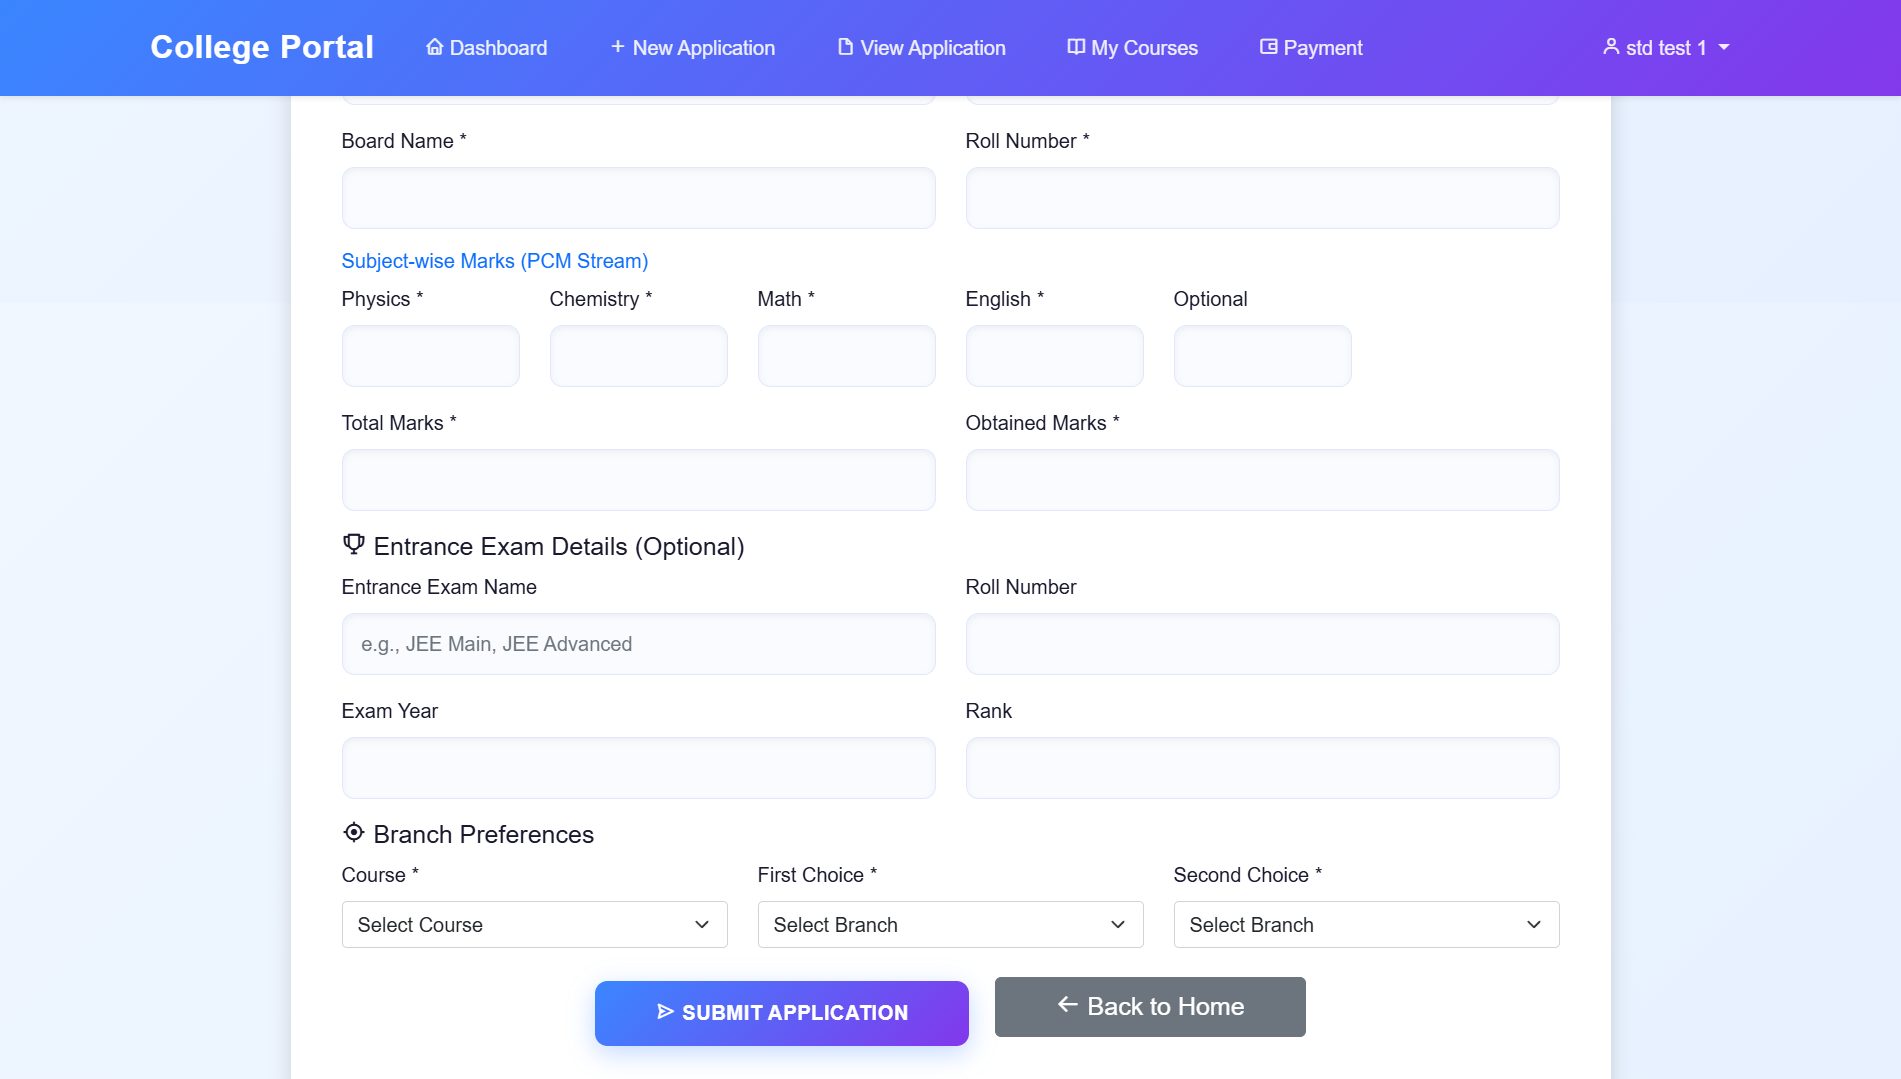 College Portal Dashboard New Application View Application My Courses Payment std test 1
Board Name * Roll Number *
Subject-wise Marks (PCM Stream)
Physics * Chemistry * Math * English * Optional
Total Marks * Obtained Marks *
Entrance Exam Details (Optional)
Entrance Exam Name Roll Number
e.g., JEE Main, JEE Advanced
Exam Year Rank
Branch Preferences
Course * First Choice * Second Choice *
Select Course Select Branch Select Branch
SUBMIT APPLICATION Back to Home